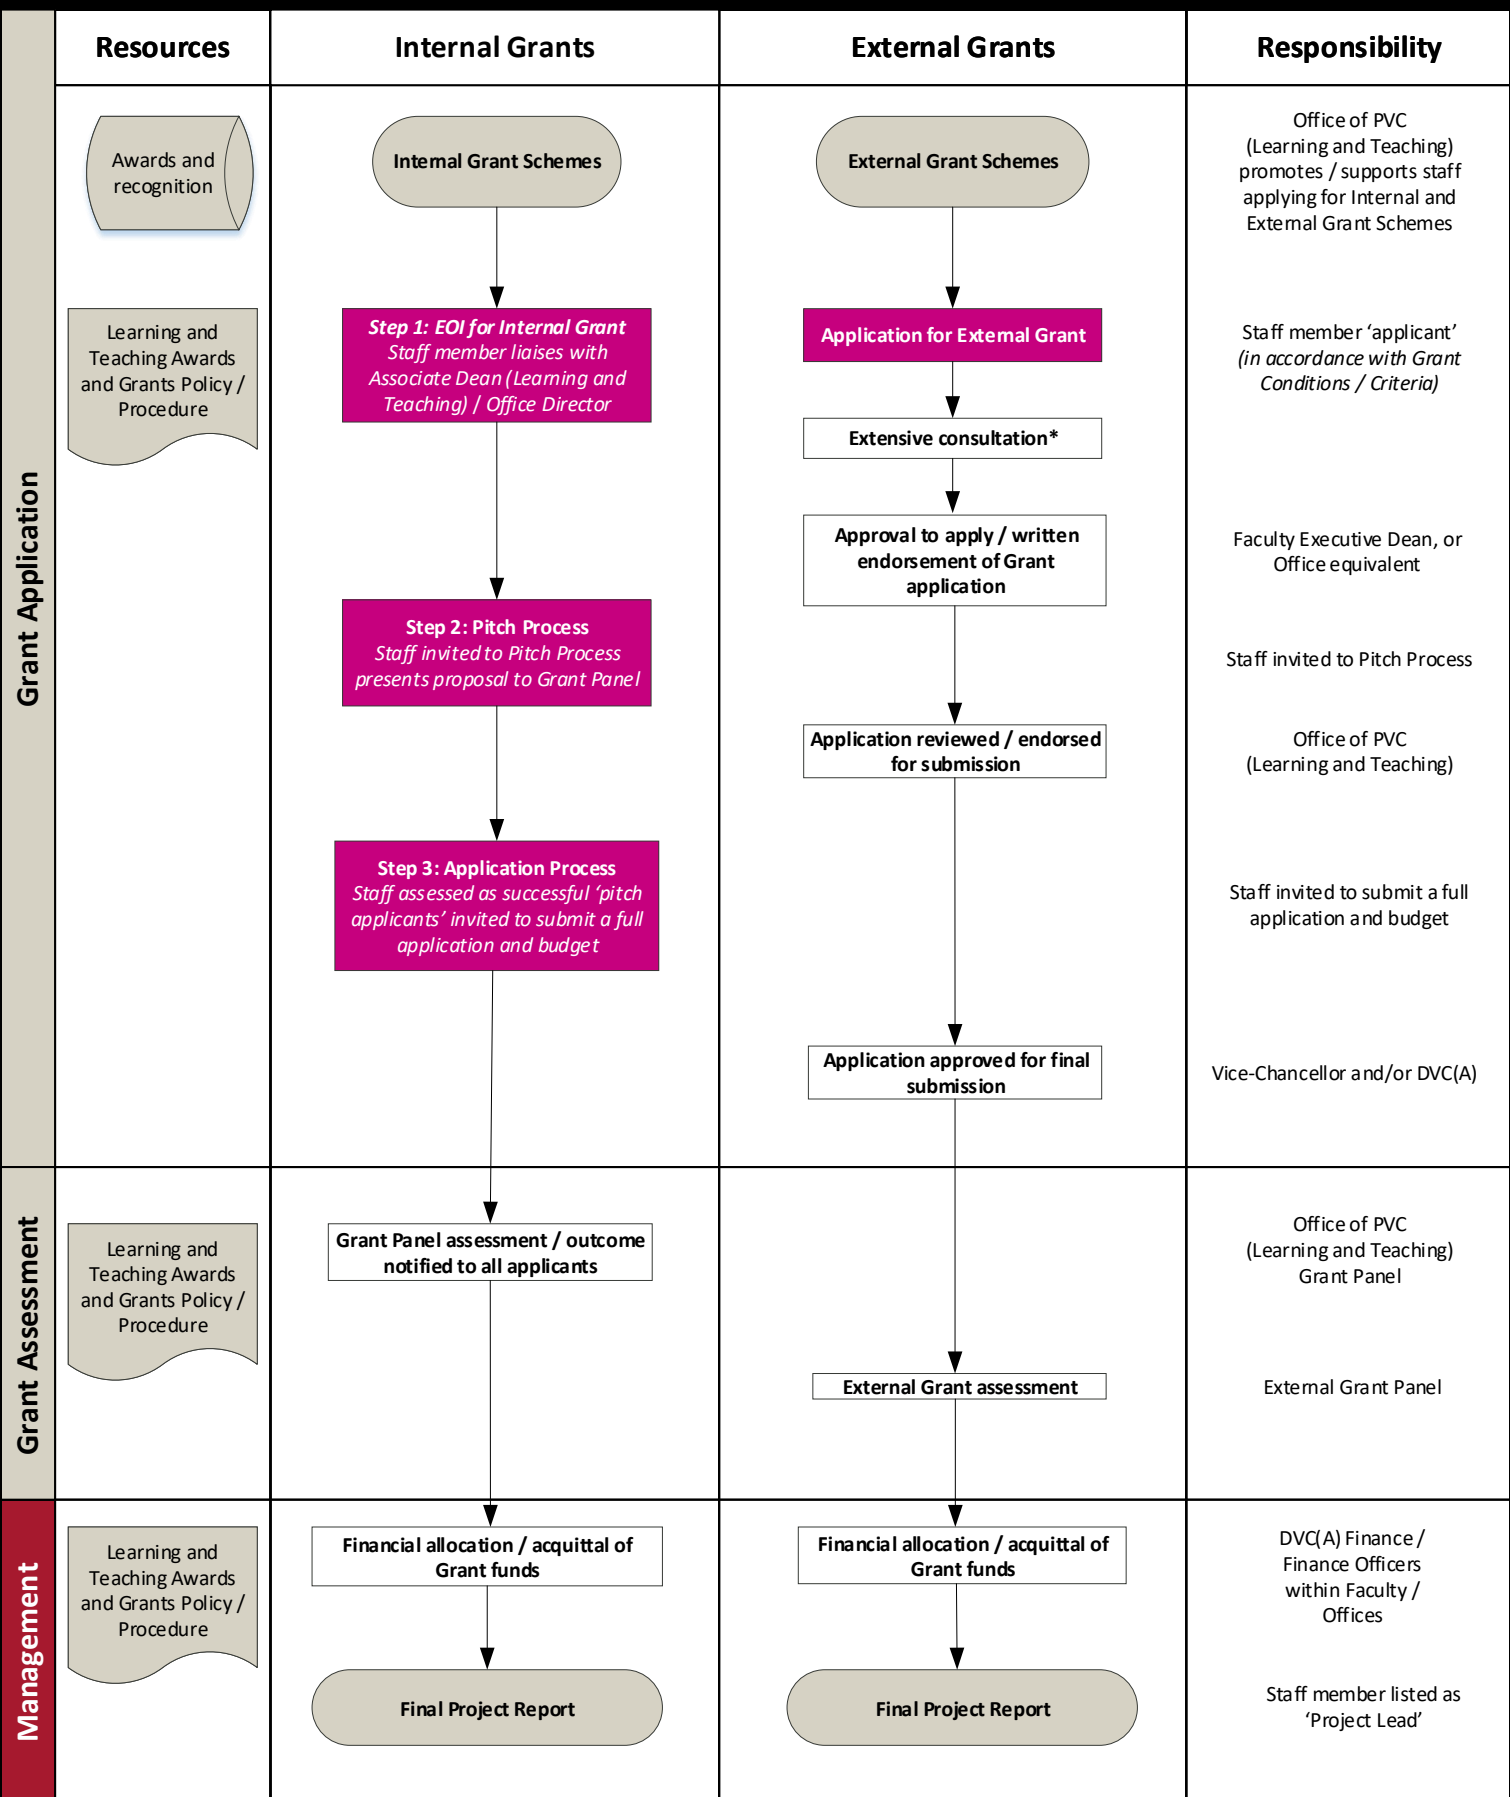 Resources
Internal Grants
External Grants
Responsibility
Grant Application
Awards and
recognition
Internal Grant Schemes
External Grant Schemes
Office of PVC
(Learning and Teaching)
promotes / supports staff
applying for Internal and
External Grant Schemes
Learning and
Teaching Awards
and Grants Policy /
Procedure
Step 1: EOI for Internal Grant
Staff member liaises with
Associate Dean (Learning and
Teaching) / Office Director
Application for External Grant
Staff member ‘applicant’
(in accordance with Grant
Conditions / Criteria)
Extensive consultation*
Approval to apply / written
endorsement of Grant
application
Faculty Executive Dean, or
Office equivalent
Step 2: Pitch Process
Staff invited to Pitch Process
presents proposal to Grant Panel
Staff invited to Pitch Process
Application reviewed / endorsed
for submission
Office of PVC
(Learning and Teaching)
Step 3: Application Process
Staff assessed as successful ‘pitch
applicants’ invited to submit a full
application and budget
Staff invited to submit a full
application and budget
Application approved for final
submission
Vice-Chancellor and/or DVC(A)
Grant Assessment
Learning and
Teaching Awards
and Grants Policy /
Procedure
Grant Panel assessment / outcome
notified to all applicants
Office of PVC
(Learning and Teaching)
Grant Panel
External Grant assessment
External Grant Panel
Management
Learning and
Teaching Awards
and Grants Policy /
Procedure
Financial allocation / acquittal of
Grant funds
Financial allocation / acquittal of
Grant funds
DVC(A) Finance /
Finance Officers
within Faculty /
Offices
Final Project Report
Final Project Report
Staff member listed as
‘Project Lead’